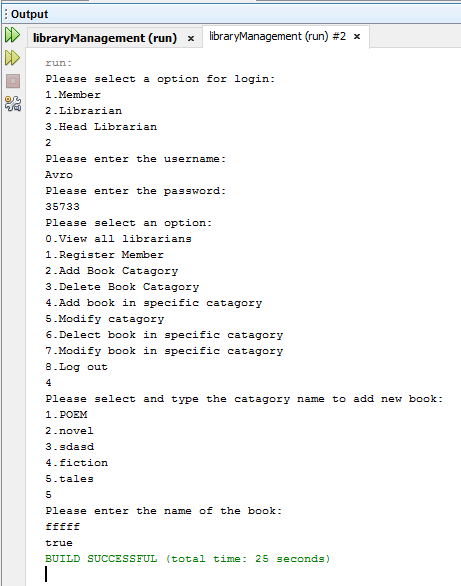 Output
libraryManagement (run) × libraryManagement (run) #2 ×
run:
Please select a option for login:
1.Member
2.Librarian
3.Head Librarian
2
Please enter the username:
Avro
Please enter the password:
35733
Please select an option:
0.View all librarians
1.Register Member
2.Add Book Catagory
3.Delete Book Catagory
4.Add book in specific catagory
5.Modify catagory
6.Delect book in specific catagory
7.Modify book in specific catagory
8.Log out
4
Please select and type the catagory name to add new book:
1.POEM
2.novel
3.sdasd
4.fiction
5.tales
5
Please enter the name of the book:
fffff
true
BUILD SUCCESSFUL (total time: 25 seconds)